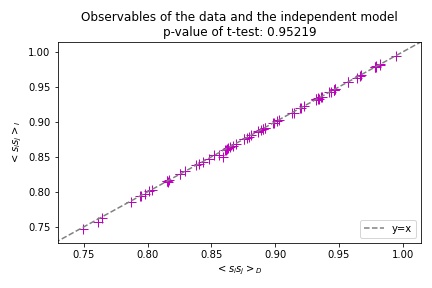 Observables of the data and the independent model
p-value of t-test: 0.95219
1.00
0.95
0.90
0.85
0.80
0.75
< s_i s_j >_I
y=x
0.75 0.80 0.85 0.90 0.95 1.00
< s_i s_j >_D